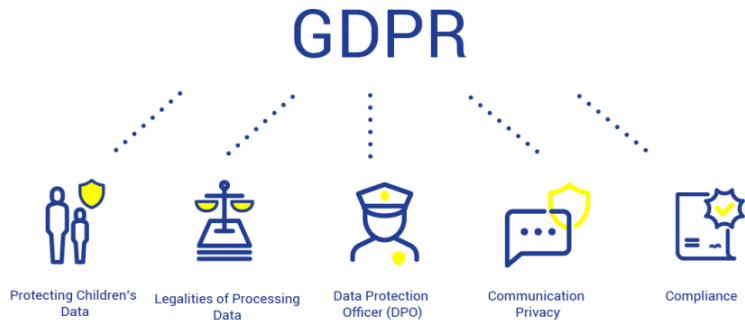 GDPR
Protecting Children's
Data
Legalities of Processing
Data
Data Protection
Officer (DPO)
Communication
Privacy
Compliance